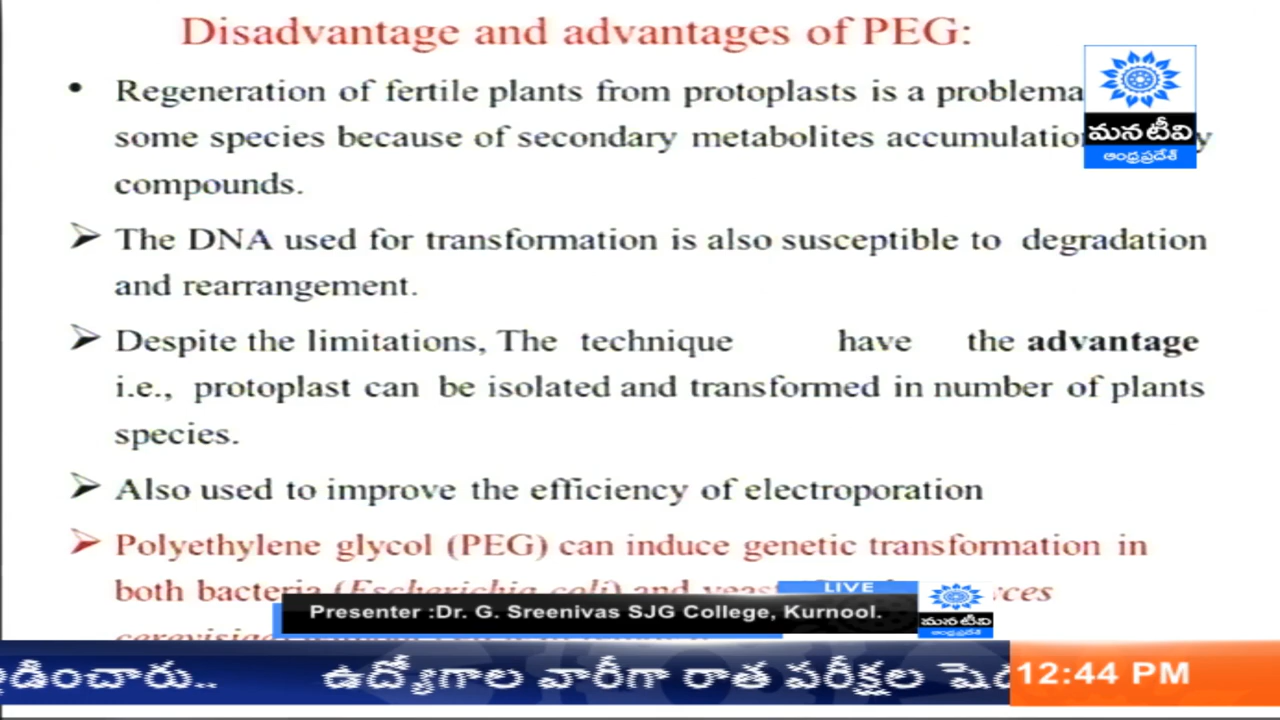 Disadvantage and advantages of PEG:
• Regeneration of fertile plants from protoplasts is a
some species because of secondary metabolites
compounds.
➢ The DNA used for transformation is also susceptible to degradation
and rearrangement.
➢ Despite the limitations, The technique have the advantage
i.e., protoplast can be isolated and transformed in number of plants
species.
➢ Also used to improve the efficiency of electroporation
➢ Polyethylene glycol (PEG) can induce genetic transformation in
both bacteria (Escherichia coli) and
మన టీవి
ఆంధ్రప్రదేశ్
LIVE
Presenter :Dr. G. Sreenivas SJG College, Kurnool.
మన టీవి
ఆంధ్రప్రదేశ్
ఉద్యోగాల వారీగా రాత పరీక్షల
12:44 PM